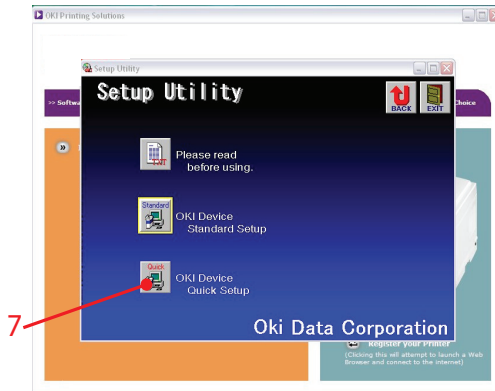 OKI Printing Solutions
Setup Utility
Setup Utility
BACK
EXIT
>> Softwa
Choice
TXT
Please read
before using.
Standard
OKI Device
Standard Setup
Quick
OKI Device
Quick Setup
7
Oki Data Corporation
Register your Printer
(Clicking this will attempt to launch a Web
Browser and connect to the internet)